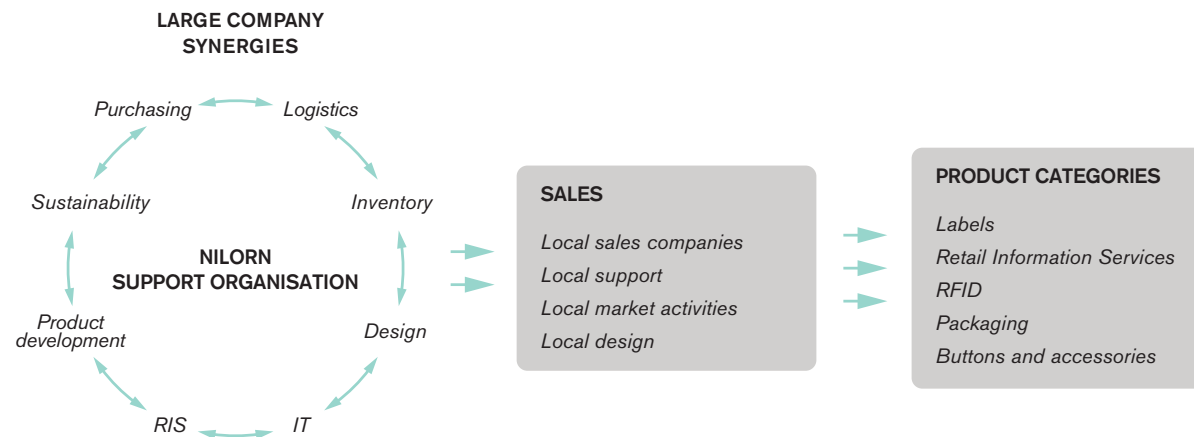 LARGE COMPANY
SYNERGIES
Purchasing
Logistics
Sustainability
Inventory
NILORN
SUPPORT ORGANISATION
Product
development
Design
RIS
IT
SALES
Local sales companies
Local support
Local market activities
Local design
PRODUCT CATEGORIES
Labels
Retail Information Services
RFID
Packaging
Buttons and accessories